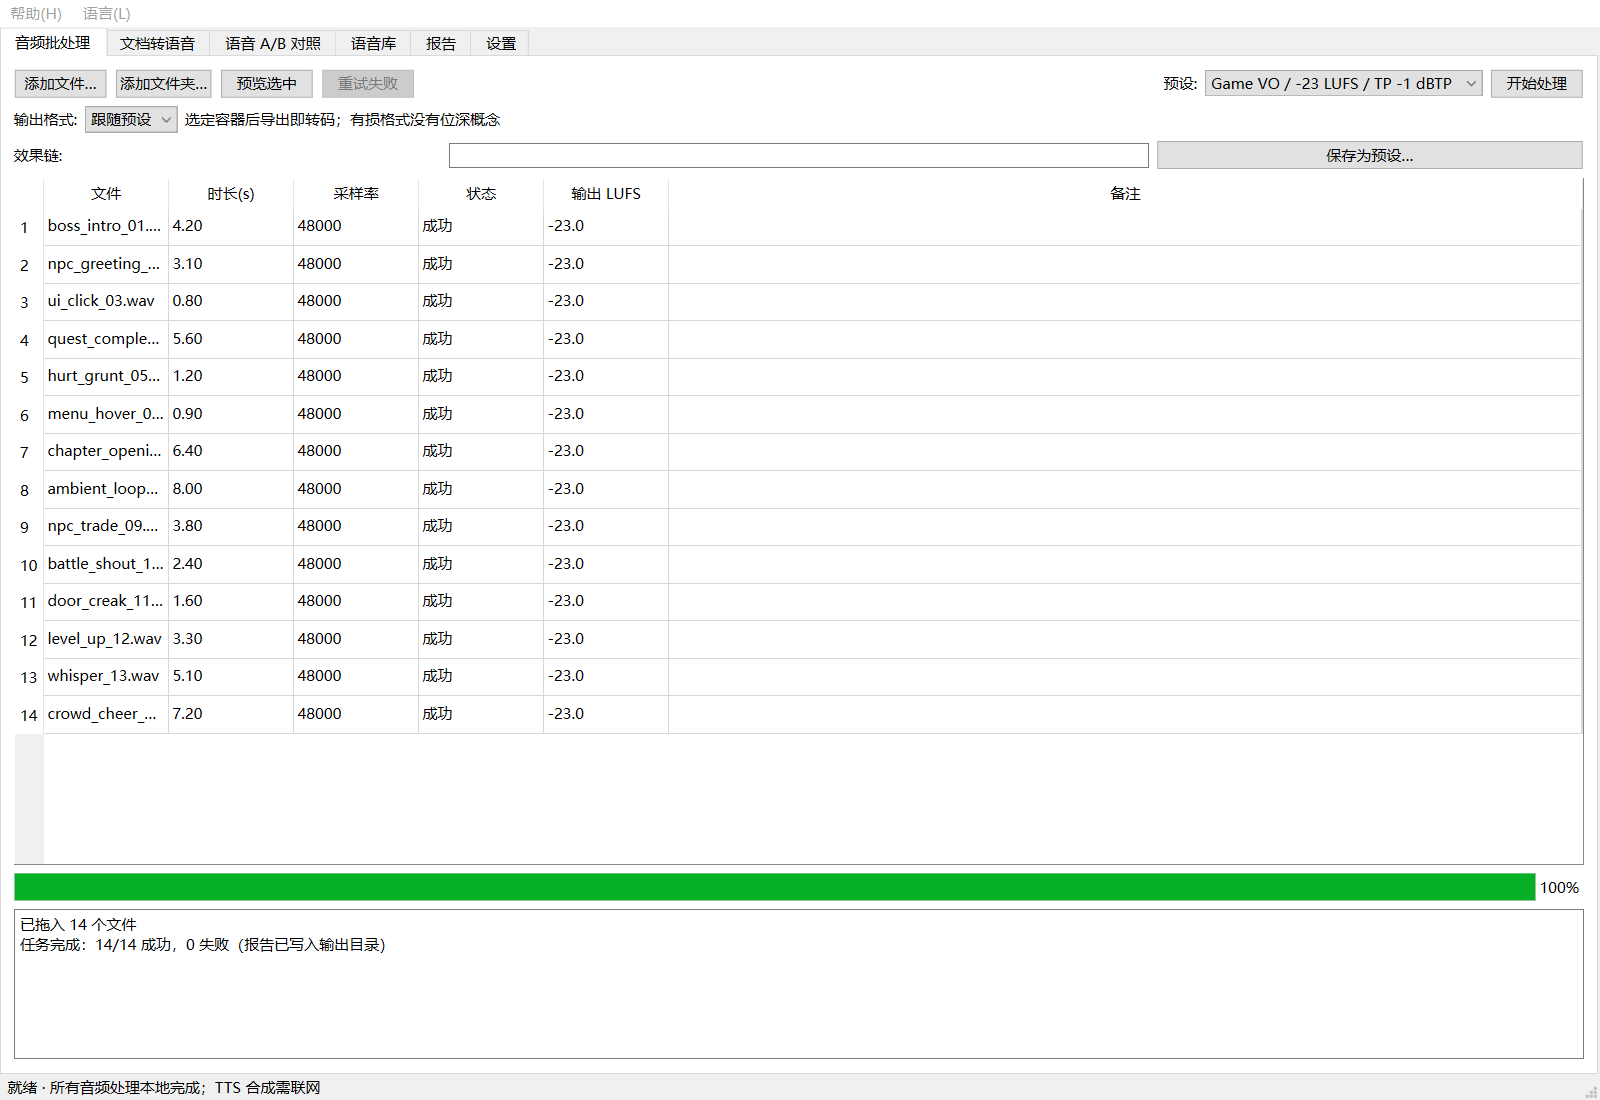 帮助(H) 语言(L)
音频批处理 文档转语音 语音 A/B 对照 语音库 报告 设置
添加文件... 添加文件夹... 预览选中 重试失败 预设: Game VO / -23 LUFS / TP -1 dBTP 开始处理
输出格式: 跟随预设 选定容器后导出即转码；有损格式没有位深概念
效果链: 保存为预设...
文件 时长(s) 采样率 状态 输出 LUFS 备注
1 boss_intro_01.... 4.20 48000 成功 -23.0
2 npc_greeting_... 3.10 48000 成功 -23.0
3 ui_click_03.wav 0.80 48000 成功 -23.0
4 quest_comple... 5.60 48000 成功 -23.0
5 hurt_grunt_05... 1.20 48000 成功 -23.0
6 menu_hover_0... 0.90 48000 成功 -23.0
7 chapter_openi... 6.40 48000 成功 -23.0
8 ambient_loop... 8.00 48000 成功 -23.0
9 npc_trade_09.... 3.80 48000 成功 -23.0
10 battle_shout_1... 2.40 48000 成功 -23.0
11 door_creak_11... 1.60 48000 成功 -23.0
12 level_up_12.wav 3.30 48000 成功 -23.0
13 whisper_13.wav 5.10 48000 成功 -23.0
14 crowd_cheer_... 7.20 48000 成功 -23.0
100%
已拖入 14 个文件
任务完成：14/14 成功，0 失败（报告已写入输出目录）
就绪 · 所有音频处理本地完成；TTS 合成需联网